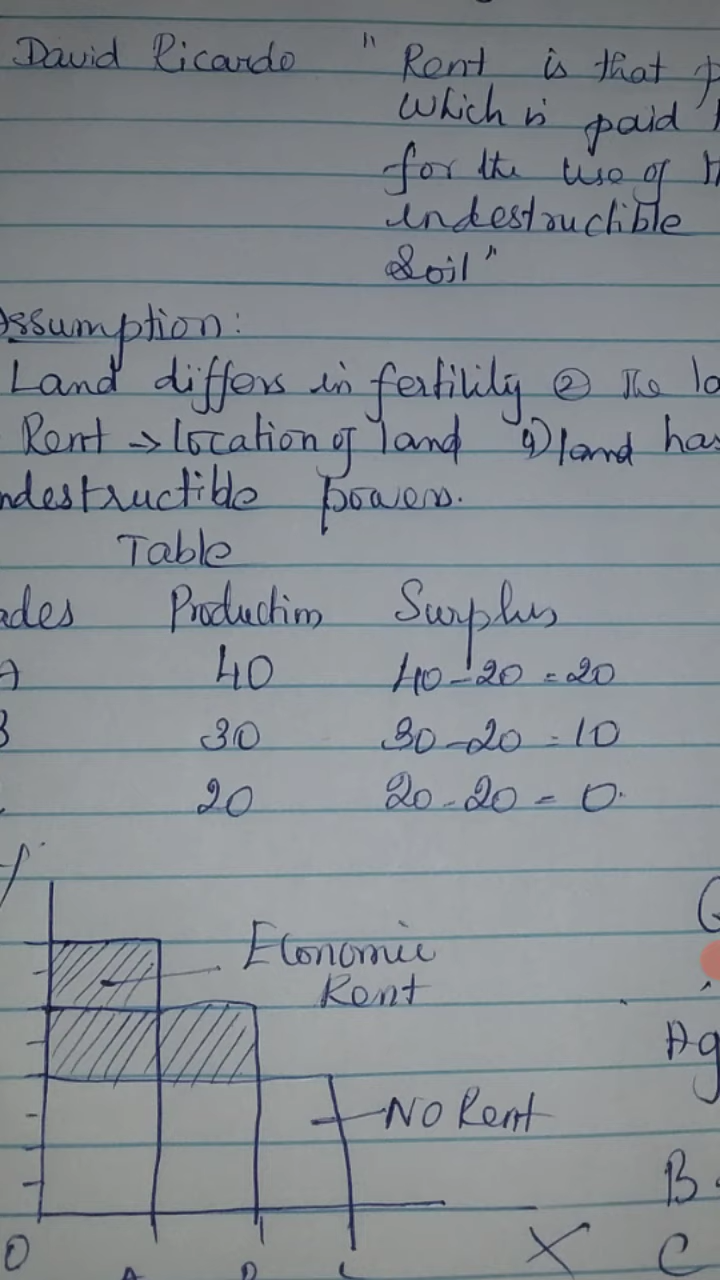 David Ricardo " Rent is that
which is paid
for the use of
indestructible
Soil"
Assumption:
Land differs in fertility ② The la
Rent → location of land 4) land has
ndestructible powers.
Table
ades Production Surplus
A 40 40-20 = 20
B 30 30-20 = 10
20 20-20 = 0.
Y
Economic
Rent
Ag
No Rent
B
O A B C X C